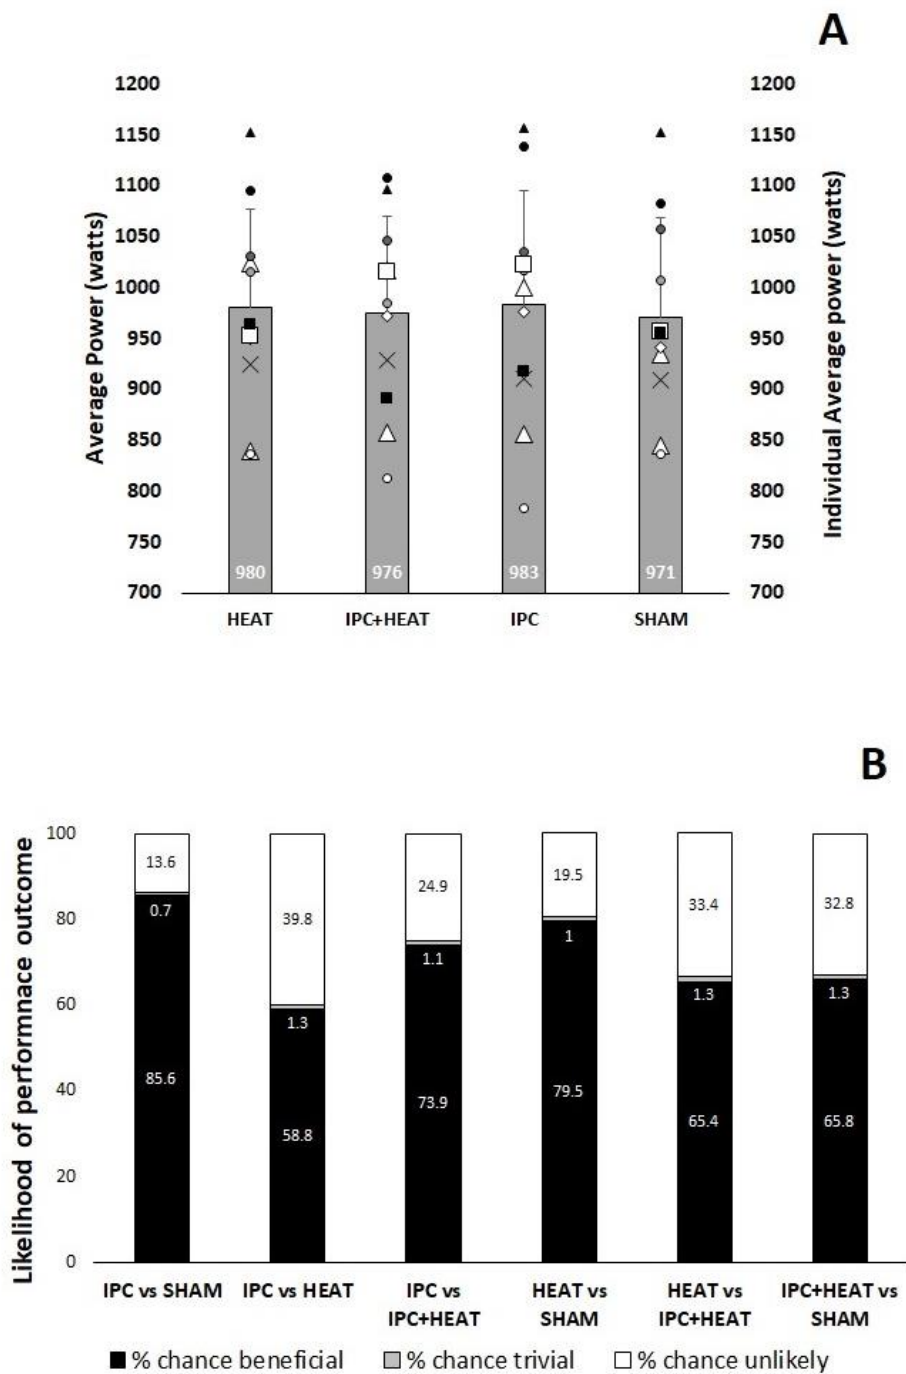 A
1200 1200
1150 1150
1100 1100
1050 1050
1000 1000
950 950
900 900
850 850
800 800
750 750
700 700
Average Power (watts)
Individual Average power (watts)
980 976 983 971
HEAT IPC+HEAT IPC SHAM
B
Likelihood of performnace outcome
100
80
60
40
20
0
13.6 39.8 24.9 19.5 33.4 32.8
0.7 1.3 1.1 1 1.3 1.3
85.6 58.8 73.9 79.5 65.4 65.8
IPC vs SHAM IPC vs HEAT IPC vs HEAT vs HEAT vs IPC+HEAT vs
IPC+HEAT SHAM IPC+HEAT SHAM
% chance beneficial % chance trivial % chance unlikely